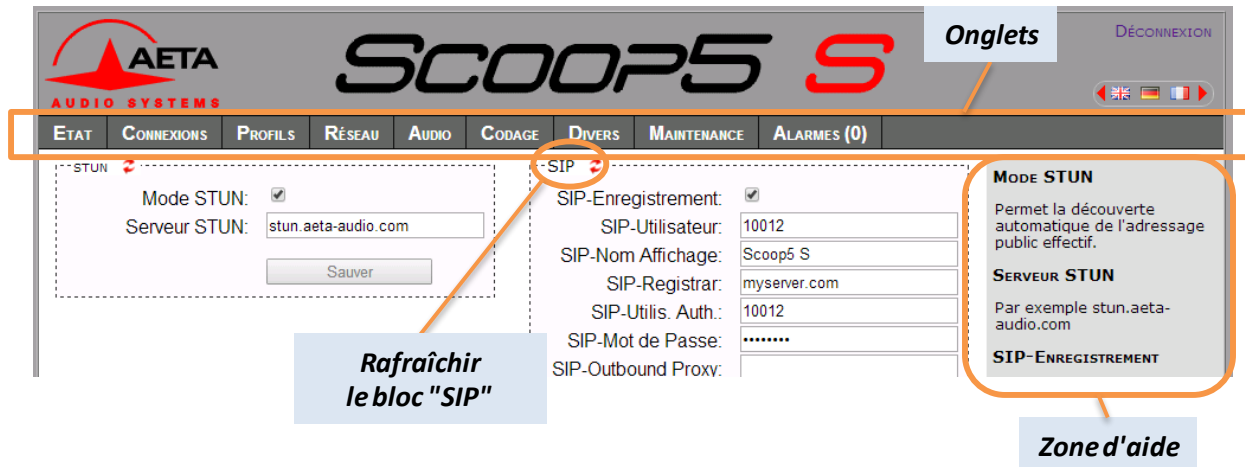 AETA
AUDIO SYSTEMS
SCOOP5 S
Onglets
DÉCONNEXION
ETAT CONNEXIONS PROFILS RÉSEAU AUDIO CODAGE DIVERS MAINTENANCE ALARMES (0)
STUN
Mode STUN:
Serveur STUN: stun.aeta-audio.com
Sauver
SIP
SIP-Enregistrement:
SIP-Utilisateur: 10012
SIP-Nom Affichage: Scoop5 S
SIP-Registrar: myserver.com
SIP-Utilis. Auth.: 10012
SIP-Mot de Passe: ••••••••
SIP-Outbound Proxy:
MODE STUN
Permet la découverte
automatique de l'adressage
public effectif.
SERVEUR STUN
Par exemple stun.aeta-
audio.com
SIP-ENREGISTREMENT
Rafraîchir
le bloc "SIP"
Zone d'aide